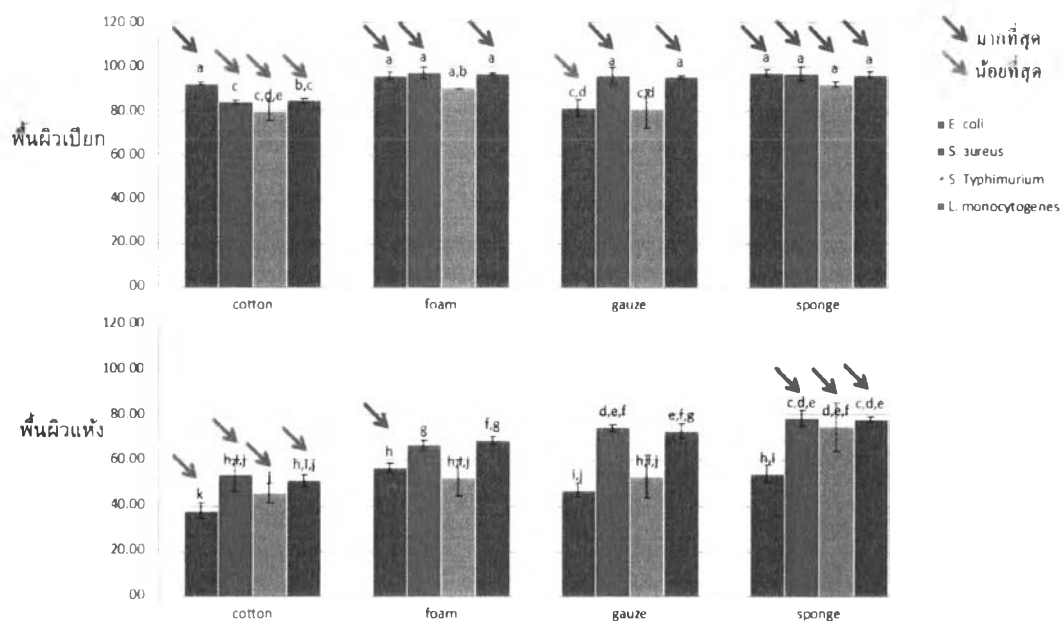 120.00
100.00
80.00
60.00
40.00
20.00
.00
พื้นผิวเปียก
a c c,d,e b,c
a a a,b a
c,d a c,d a
a a a a
cotton foam gauze sponge
มากที่สุด
น้อยที่สุด
E. coli
S. aureus
S. Typhimurium
L. monocytogenes
120.00
100.00
80.00
60.00
40.00
20.00
.00
พื้นผิวแห้ง
k h,i,j j h,i,j
h g h,i,j f,g
i,j d,e,f h,i,j e,f,g
h,i c,d,e d,e,f c,d,e
cotton foam gauze sponge